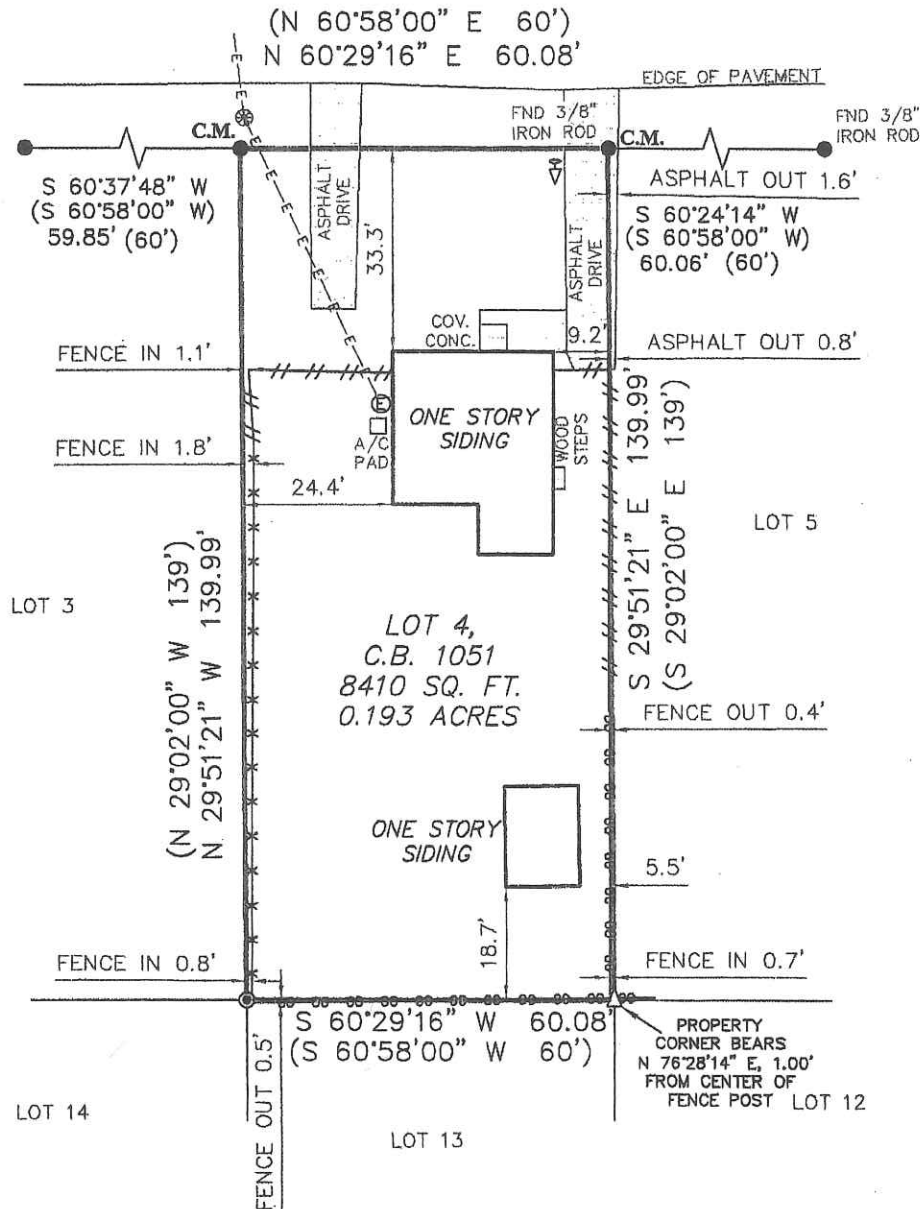 (N 60°58'00" E 60')
N 60°29'16" E 60.08'
EDGE OF PAVEMENT
E
E
E
C.M.
FND 3/8"
IRON ROD
C.M.
FND 3/8"
IRON ROD
S 60°37'48" W
(S 60°58'00" W)
59.85' (60')
E
E
E
E
E
E
E
ASPHALT
DRIVE
33.3'
ASPHALT
DRIVE
ASPHALT OUT 1.6'
S 60°24'14" W
(S 60°58'00" W)
60.06' (60')
COV.
CONC.
9.2'
ASPHALT OUT 0.8'
FENCE IN 1.1'
E
A/C
PAD
ONE STORY
SIDING
WOOD
STEPS
FENCE IN 1.8'
24.4'
S 29°51'21" E 139.99'
(S 29°02'00" E 139')
LOT 5
LOT 3
(N 29°02'00" W 139')
N 29°51'21" W 139.99'
LOT 4,
C.B. 1051
8410 SQ. FT.
0.193 ACRES
FENCE OUT 0.4'
ONE STORY
SIDING
5.5'
18.7'
FENCE IN 0.8'
FENCE IN 0.7'
S 60°29'16" W 60.08'
(S 60°58'00" W 60')
PROPERTY
CORNER BEARS
N 76°28'14" E, 1.00'
FROM CENTER OF
FENCE POST
LOT 12
FENCE OUT 0.5'
LOT 14
LOT 13